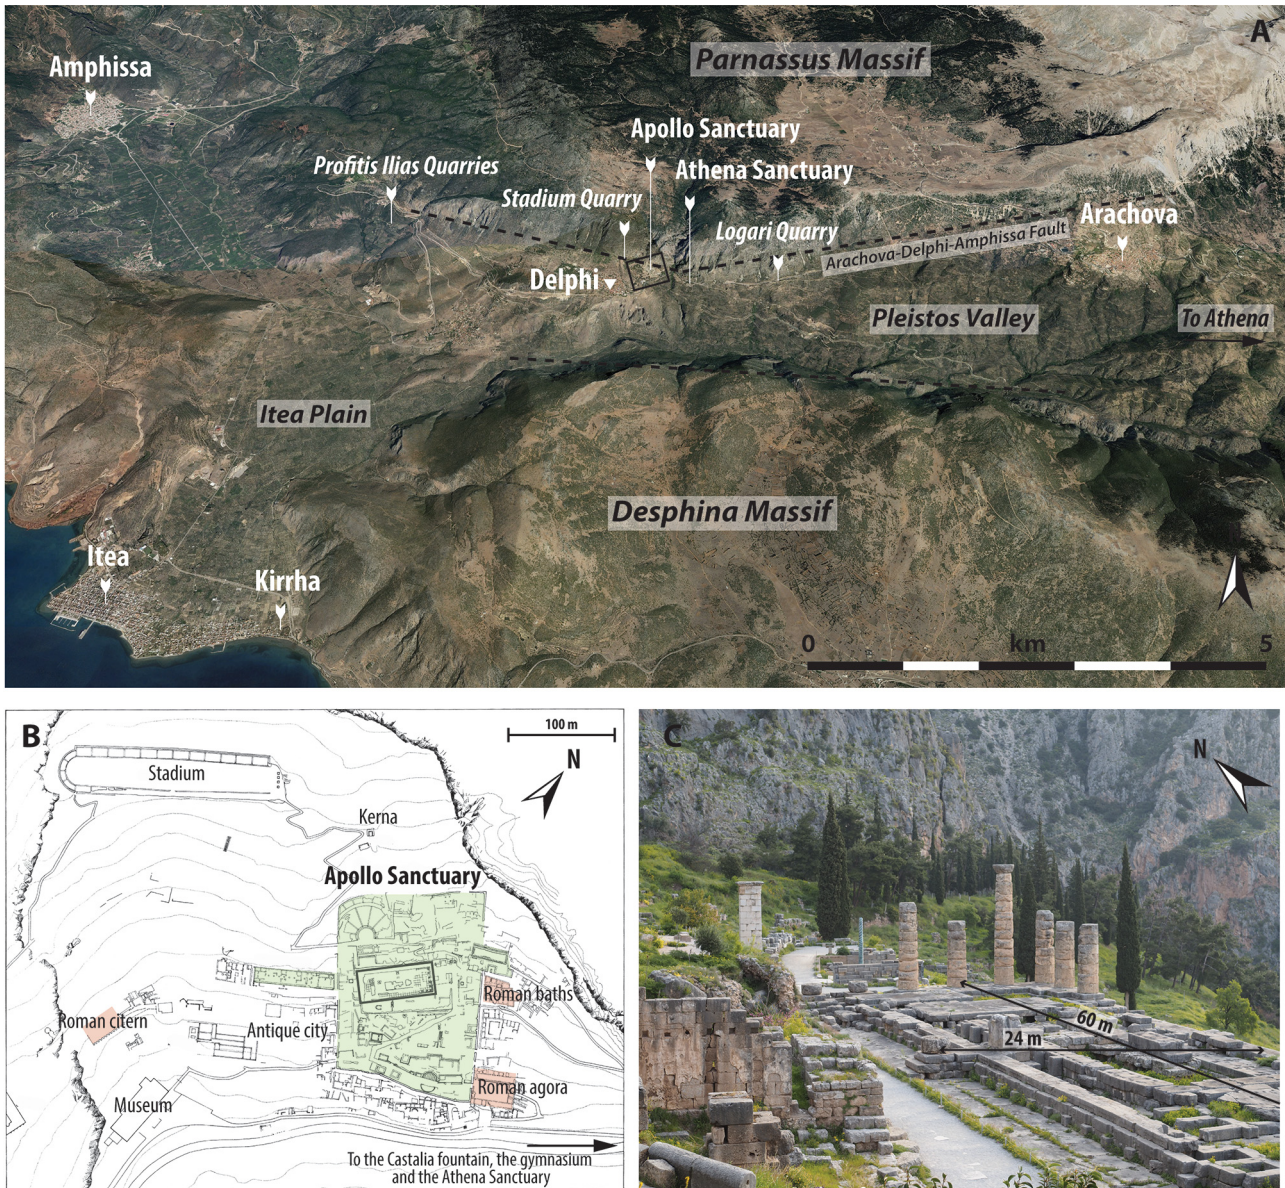 A
Parnassus Massif
Amphissa
Apollo Sanctuary
Profitis Ilias Quarries
Athena Sanctuary
Stadium Quarry
Arachova
Logari Quarry
Arachova-Delphi-Amphissa Fault
Delphi
Pleistos Valley
To Athena
Itea Plain
Desphina Massif
Itea
Kirrha
0 km 5
B
100 m
N
Stadium
Kerna
Apollo Sanctuary
Roman baths
Roman citern
Antique city
Roman agora
Museum
To the Castalia fountain, the gymnasium
and the Athena Sanctuary
C
N
60 m
24 m